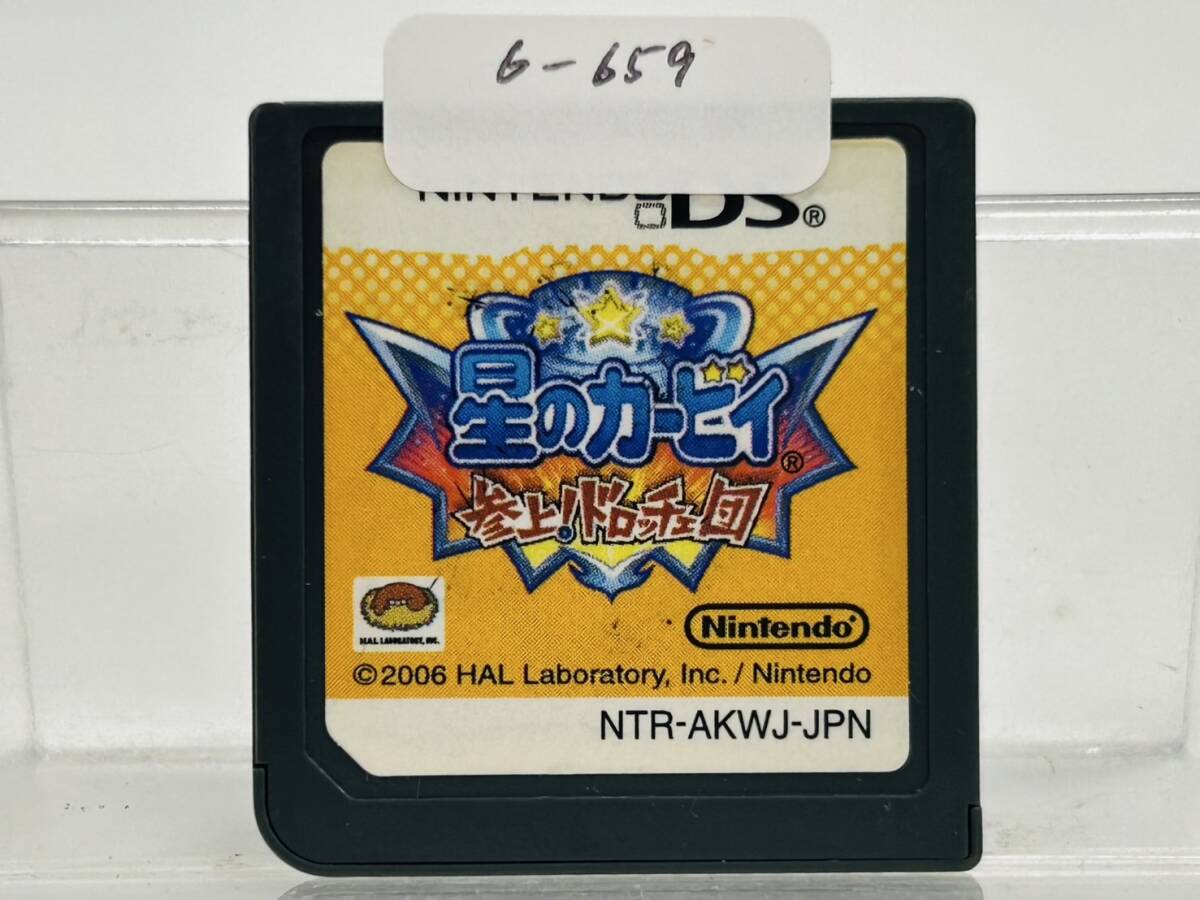 6-659
NINTENDO DS®
星のカービィ®
参上!ドロッチェ団
HAL LABORATORY, INC.
Nintendo®
©2006 HAL Laboratory, Inc. / Nintendo
NTR-AKWJ-JPN